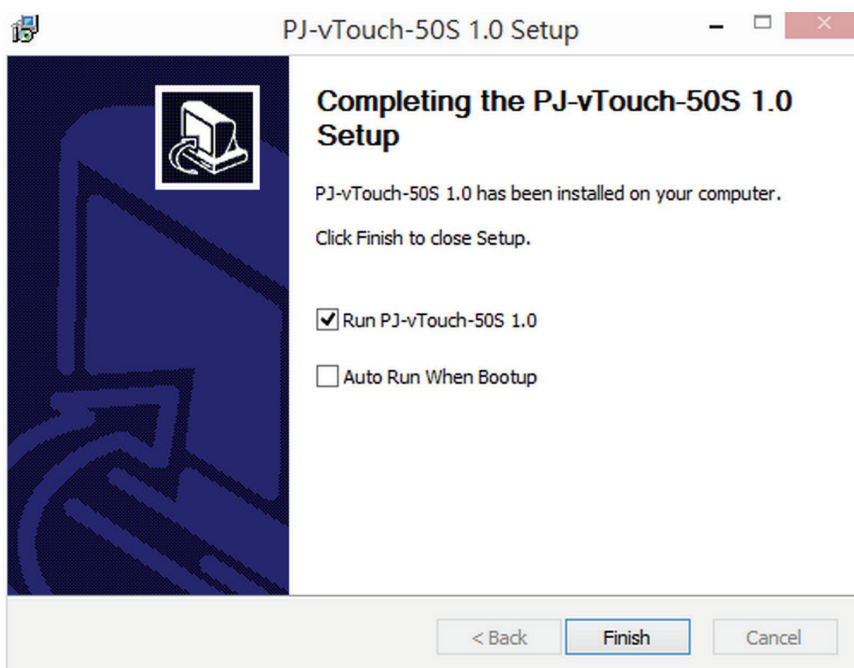 PJ-vTouch-50S 1.0 Setup
Completing the PJ-vTouch-50S 1.0
Setup
PJ-vTouch-50S 1.0 has been installed on your computer.
Click Finish to close Setup.
Run PJ-vTouch-50S 1.0
Auto Run When Bootup
< Back
Finish
Cancel